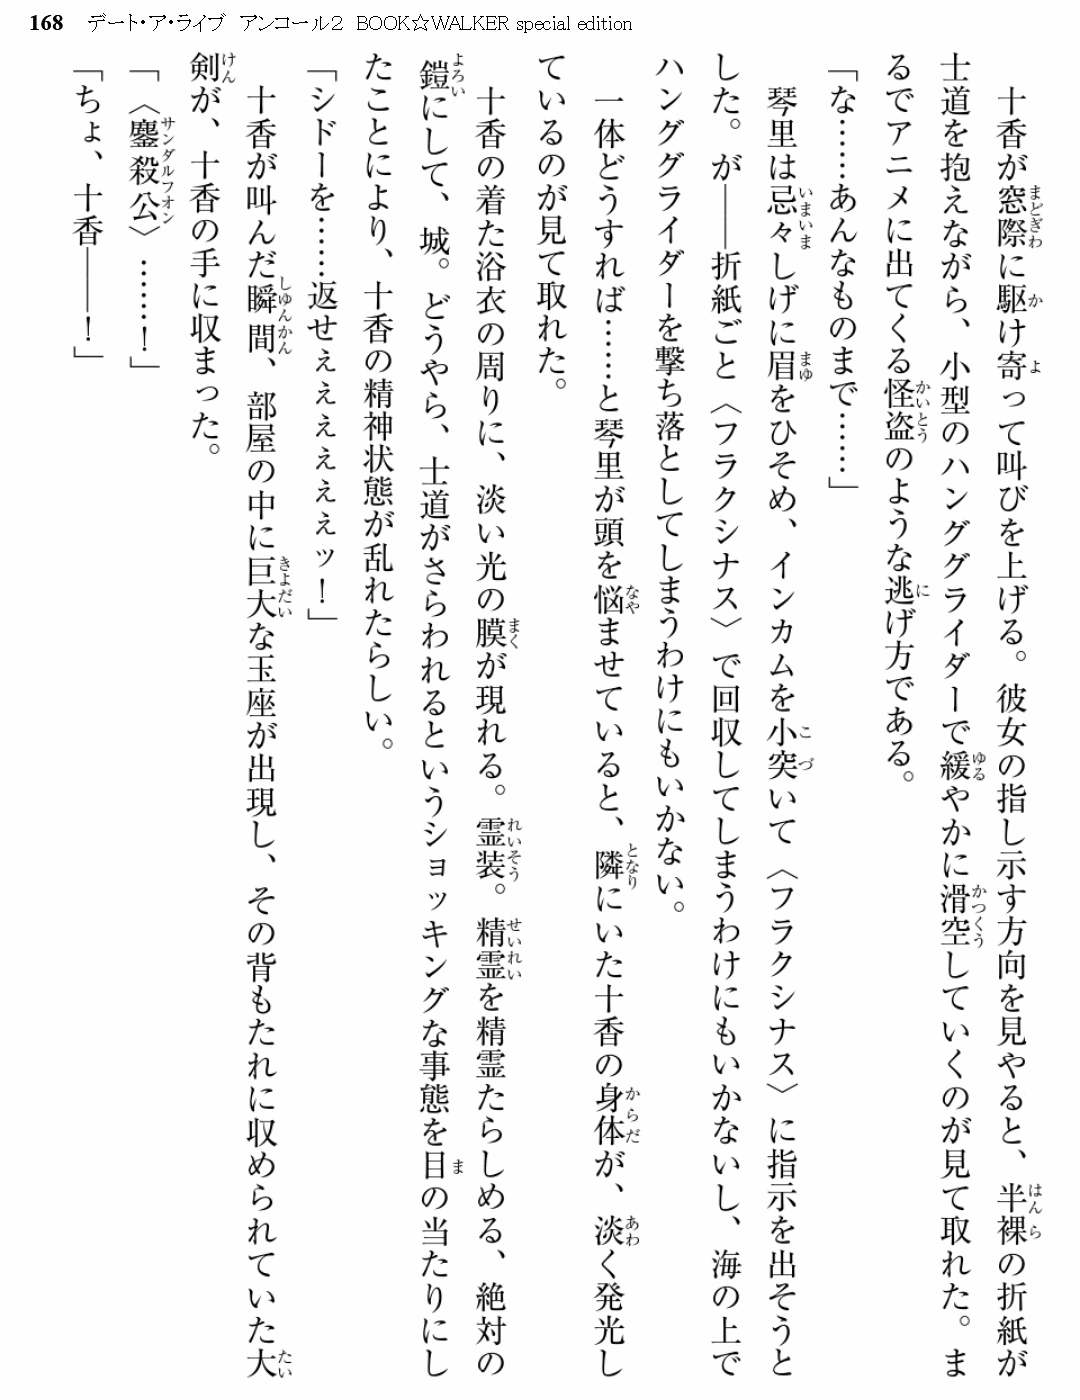 168 デート・ア・ライブ アンコール2 BOOK☆WALKER special edition
十香が窓際に駆け寄って叫びを上げる。彼女の指し示す方向を見やると、半裸の折紙が
士道を抱えながら、小型のハンググライダーで緩やかに滑空していくのが見て取れた。ま
るでアニメに出てくる怪盗のような逃げ方である。
「な……あんなものまで……」
琴里は忌々しげに眉をひそめ、インカムを小突いて〈フラクシナス〉に指示を出そうと
した。が――折紙ごと〈フラクシナス〉で回収してしまうわけにもいかないし、海の上で
ハンググライダーを撃ち落としてしまうわけにもいかない。
一体どうすれば……と琴里が頭を悩ませていると、隣にいた十香の身体が、淡く発光し
ているのが見て取れた。
十香の着た浴衣の周りに、淡い光の膜が現れる。霊装。精霊を精霊たらしめる、絶対の
鎧にして、城。どうやら、士道がさらわれるというショッキングな事態を目の当たりにし
たことにより、十香の精神状態が乱れたらしい。
「シドーを……返せぇぇぇぇぇッ！」
十香が叫んだ瞬間、部屋の中に巨大な玉座が出現し、その背もたれに収められていた大
剣が、十香の手に収まった。
「〈鏖殺公〉……！」
「ちょ、十香――！」